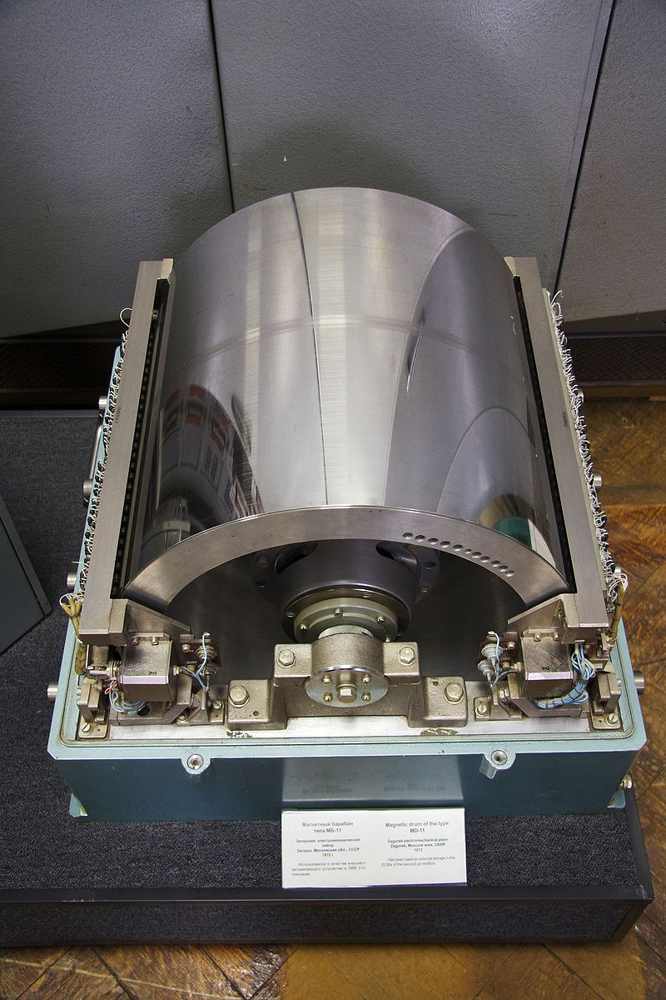 Магнитный барабан
типа МБ-11
Загорский электромеханический
завод
Загорск, Московская обл., СССР
1972 г.
Использовался в качестве внешнего
запоминающего устройства в ЭВМ 2-го
поколения.
Magnetic drum of the type
MD-11
Zagorsk electromechanical plant
Zagorsk, Moscow area, USSR
1972
Has been used as external storage in the
ECMs of the second generation.
ЭМ3
ЭМ2